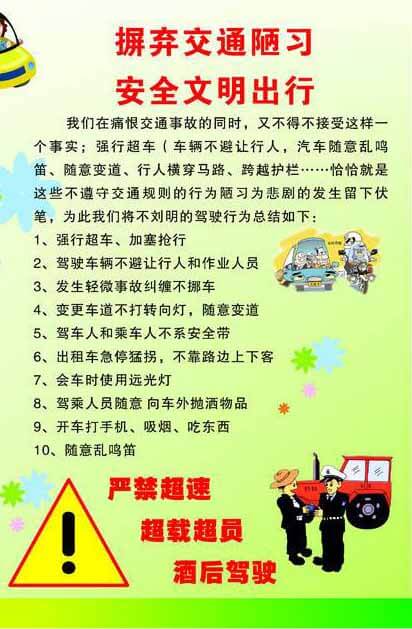 摒弃交通陋习
安全文明出行
我们在痛恨交通事故的同时，又不得不接受这样一
个事实；强行超车（车辆不避让行人，汽车随意乱鸣
笛、随意变道、行人横穿马路、跨越护栏……恰恰就是
这些不遵守交通规则的行为陋习为悲剧的发生留下伏
笔，为此我们将不刘明的驾驶行为总结如下：
1、强行超车、加塞抢行
2、驾驶车辆不避让行人和作业人员
3、发生轻微事故纠缠不挪车
4、变更车道不打转向灯，随意变道
5、驾车人和乘车人不系安全带
6、出租车急停猛拐，不靠路边上下客
7、会车时使用远光灯
8、驾乘人员随意 向车外抛洒物品
9、开车打手机、吸烟、吃东西
10、随意乱鸣笛
严禁超速
超载超员
酒后驾驶